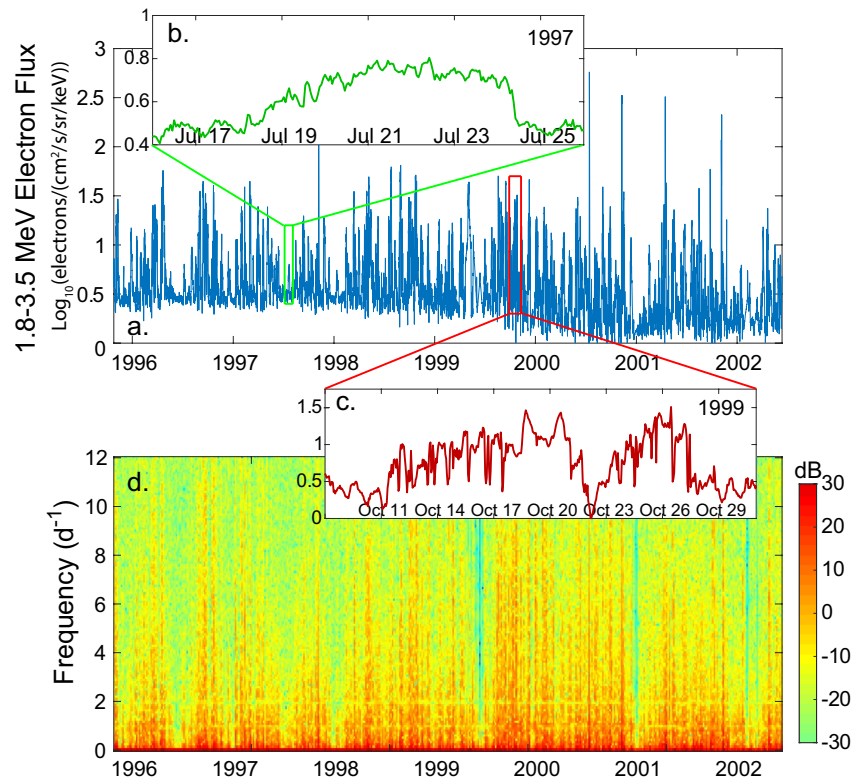 b.
1997
1
0.8
0.6
0.4
Jul 17 Jul 19 Jul 21 Jul 23 Jul 25
1.8-3.5 MeV Electron Flux
Log₁₀(electrons/(cm²/s/sr/keV))
3
2.5
2
1.5
1
0.5
0
a.
1996 1997 1998 1999 2000 2001 2002
c.
1999
1.5
1
0.5
0
Oct 11 Oct 14 Oct 17 Oct 20 Oct 23 Oct 26 Oct 29
d.
Frequency (d⁻¹)
12
10
8
6
4
2
0
1996 1997 1998 1999 2000 2001 2002
dB
30
20
10
0
-10
-20
-30